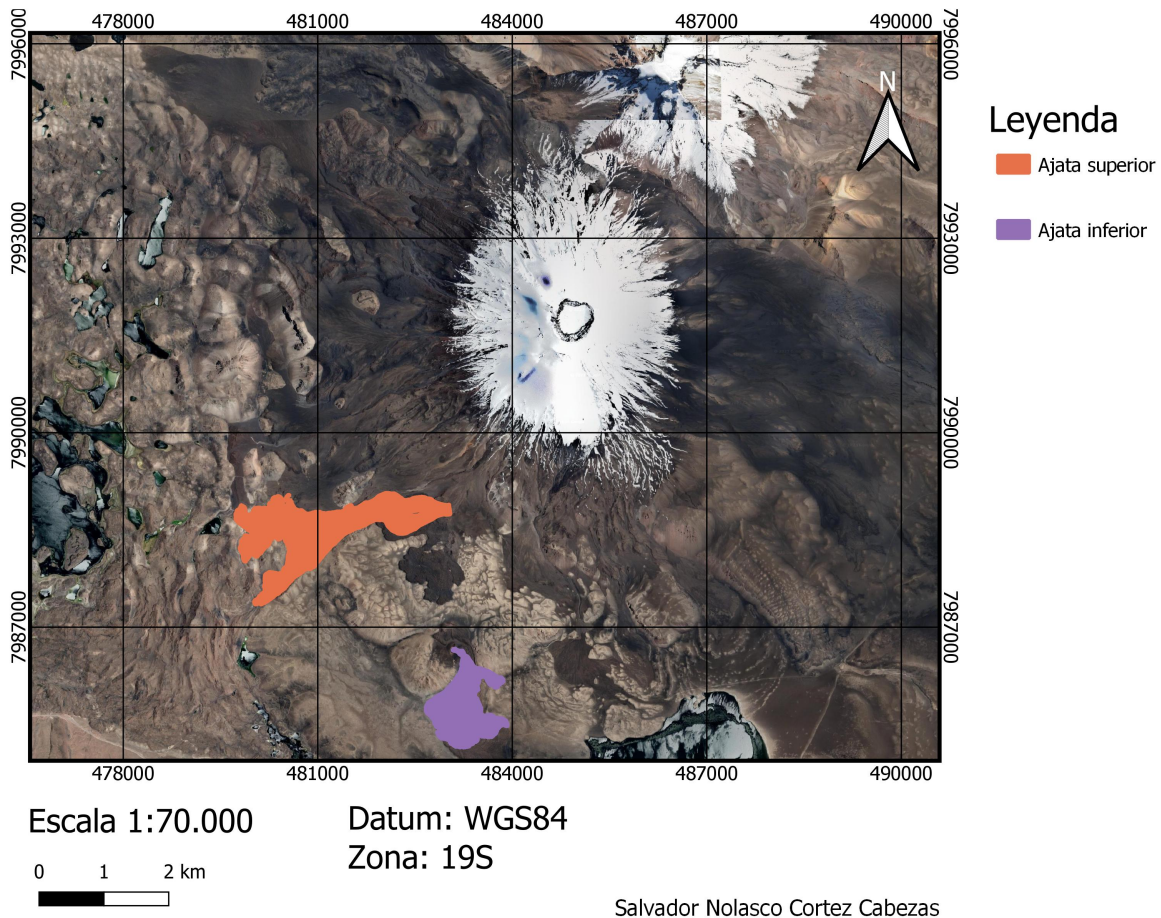 478000 481000 484000 487000 490000
7996000
7996000
N
Leyenda
Ajata superior
7993000
7993000
Ajata inferior
7990000
7990000
7987000
7987000
478000 481000 484000 487000 490000
Escala 1:70.000
Datum: WGS84
Zona: 19S
0 1 2 km
Salvador Nolasco Cortez Cabezas